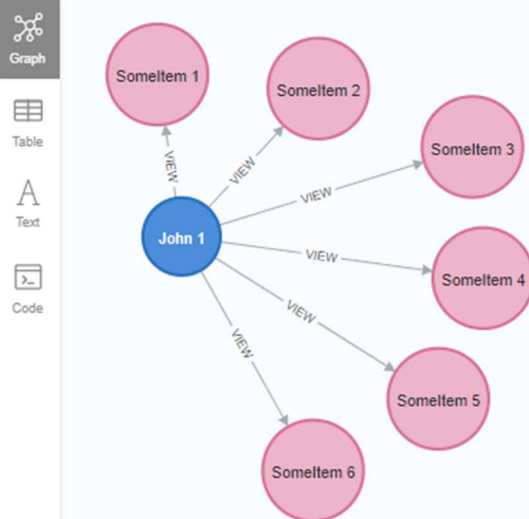 Graph
Table
Text
Code
SomeItem 1
SomeItem 2
SomeItem 3
SomeItem 4
SomeItem 5
SomeItem 6
John 1
VIEW
VIEW
VIEW
VIEW
VIEW
VIEW